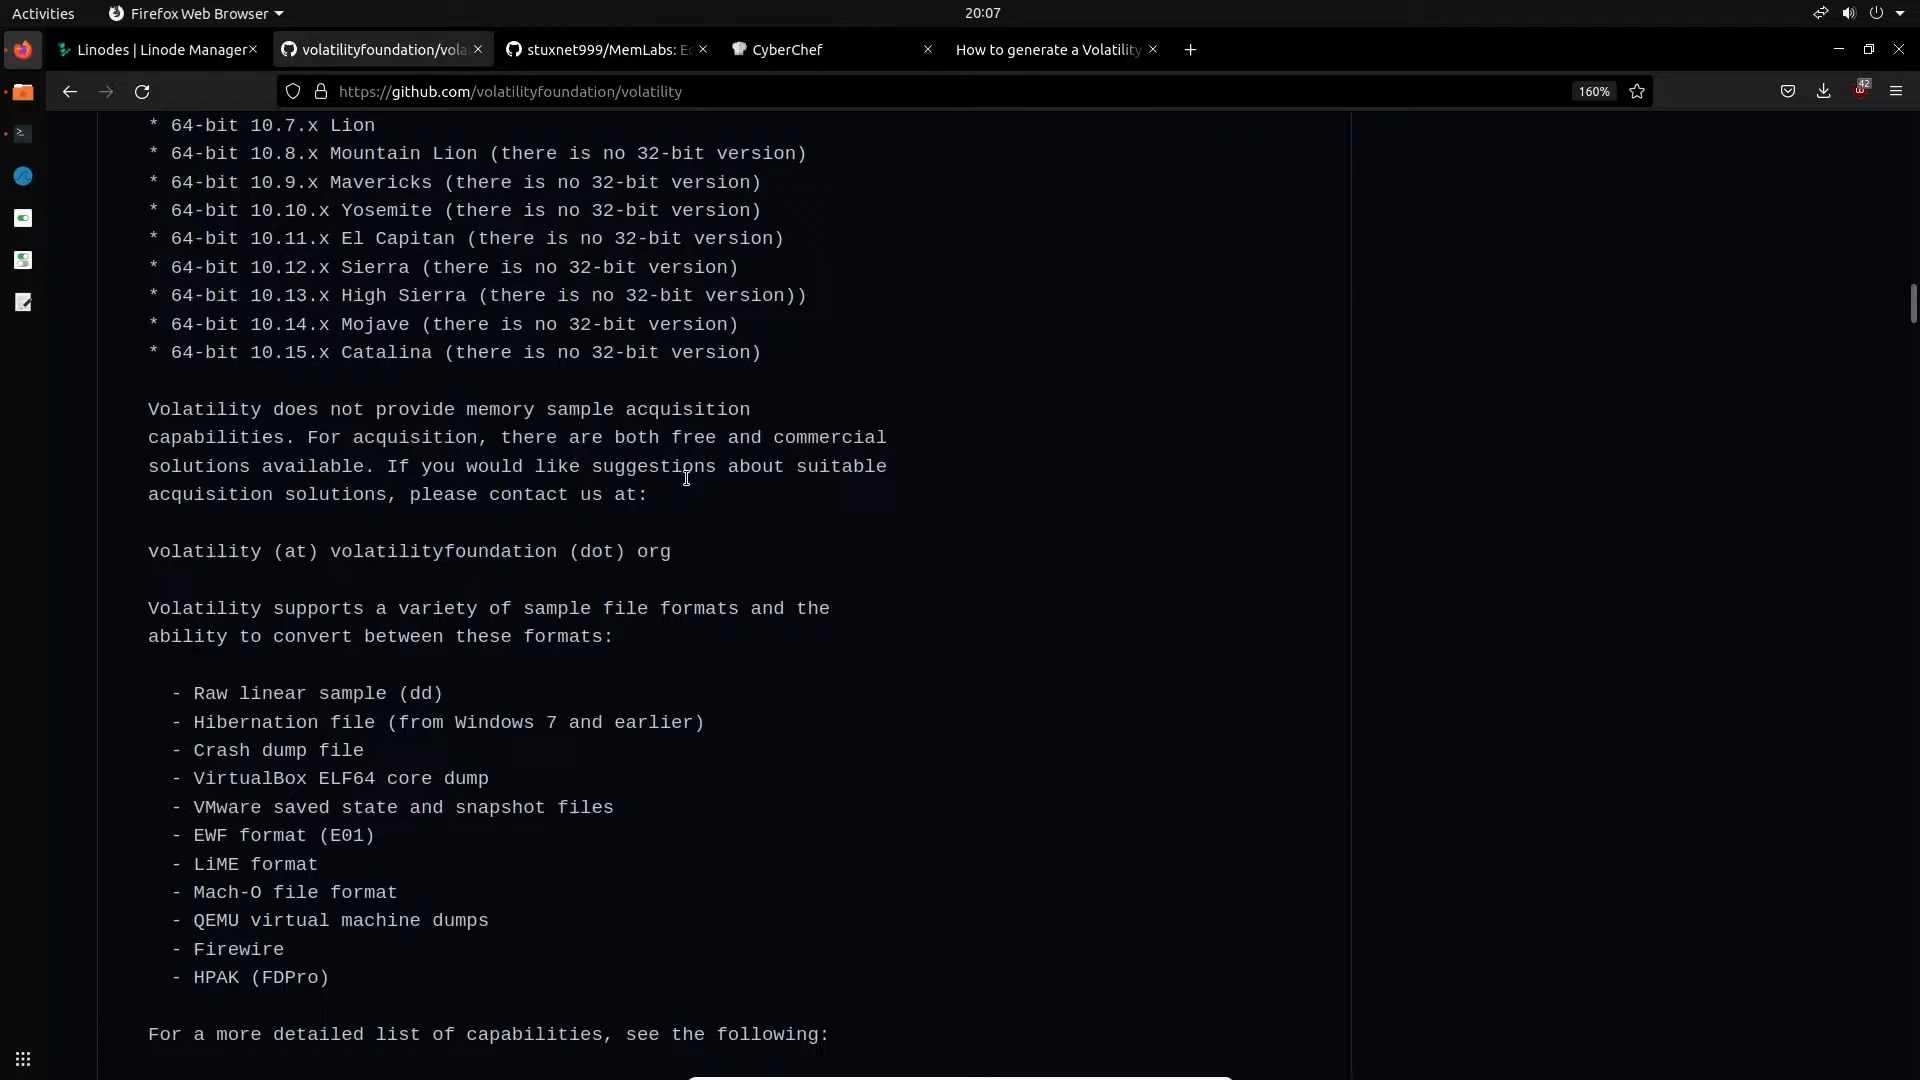 Activities
Firefox Web Browser
20:07
Linodes | Linode Manager
volatilityfoundation/vola
stuxnet999/MemLabs: Ec
CyberChef
How to generate a Volatility
https://github.com/volatilityfoundation/volatility
160%
42
* 64-bit 10.7.x Lion
* 64-bit 10.8.x Mountain Lion (there is no 32-bit version)
* 64-bit 10.9.x Mavericks (there is no 32-bit version)
* 64-bit 10.10.x Yosemite (there is no 32-bit version)
* 64-bit 10.11.x El Capitan (there is no 32-bit version)
* 64-bit 10.12.x Sierra (there is no 32-bit version)
* 64-bit 10.13.x High Sierra (there is no 32-bit version))
* 64-bit 10.14.x Mojave (there is no 32-bit version)
* 64-bit 10.15.x Catalina (there is no 32-bit version)
Volatility does not provide memory sample acquisition
capabilities. For acquisition, there are both free and commercial
solutions available. If you would like suggestions about suitable
acquisition solutions, please contact us at:
volatility (at) volatilityfoundation (dot) org
Volatility supports a variety of sample file formats and the
ability to convert between these formats:
- Raw linear sample (dd)
- Hibernation file (from Windows 7 and earlier)
- Crash dump file
- VirtualBox ELF64 core dump
- VMware saved state and snapshot files
- EWF format (E01)
- LiME format
- Mach-O file format
- QEMU virtual machine dumps
- Firewire
- HPAK (FDPro)
For a more detailed list of capabilities, see the following: